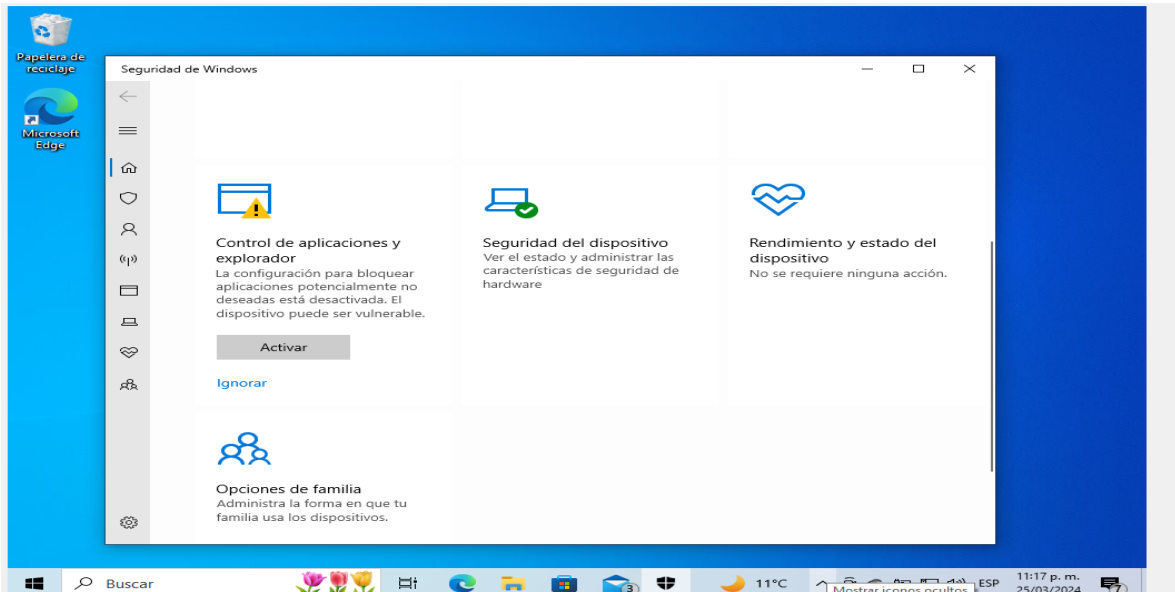 Papelera de
reciclaje
Microsoft
Edge
Seguridad de Windows
Control de aplicaciones y
explorador
La configuración para bloquear
aplicaciones potencialmente no
deseadas está desactivada. El
dispositivo puede ser vulnerable.
Activar
Ignorar
Seguridad del dispositivo
Ver el estado y administrar las
características de seguridad de
hardware
Rendimiento y estado del
dispositivo
No se requiere ninguna acción.
Opciones de familia
Administra la forma en que tu
familia usa los dispositivos.
Buscar
3
11°C
Mostrar iconos ocultos
ESP
11:17 p. m.
25/03/2024
7